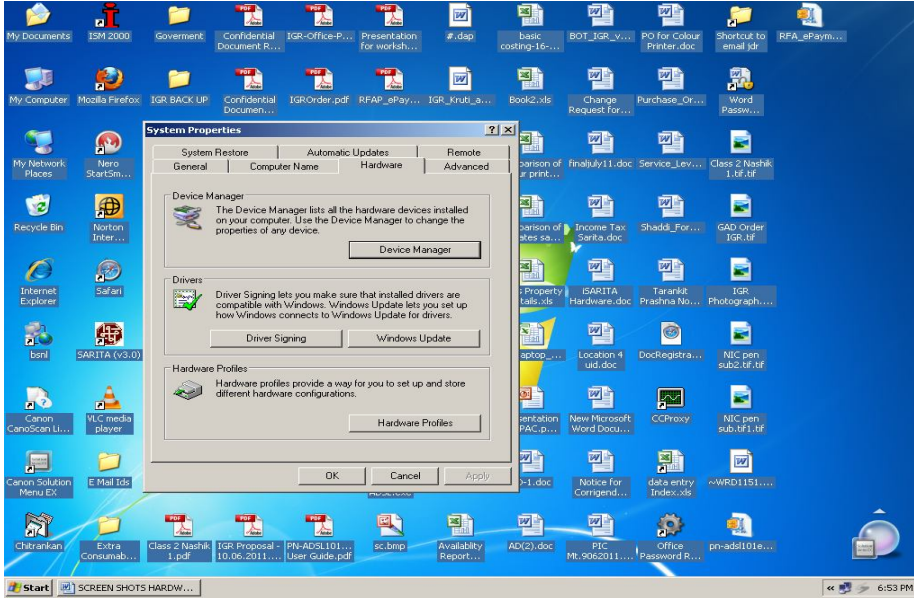 My Documents
ISM 2000
Goverment
Confidential
Document R...
IGR-Office-P...
Presentation
for worksh...
#.dap
basic
costing-16-...
BOT_IGR_v...
PO for Colour
Printer.doc
Shortcut to
email jdr
RFA_ePaym...
My Computer
Mozilla Firefox
IGR BACK UP
Confidential
Documen...
IGROrder.pdf
RFAP_ePay...
IGR_Kruti_a...
Book2.xls
Change
Request for...
Purchase_Or...
Word
Passw...
System Properties
System Restore
Automatic Updates
Remote
General
Computer Name
Hardware
Advanced
Device Manager
The Device Manager lists all the hardware devices installed
on your computer. Use the Device Manager to change the
properties of any device.
Device Manager
Drivers
Driver Signing lets you make sure that installed drivers are
compatible with Windows. Windows Update lets you set up
how Windows connects to Windows Update for drivers.
Driver Signing
Windows Update
Hardware Profiles
Hardware profiles provide a way for you to set up and store
different hardware configurations.
Hardware Profiles
OK
Cancel
Apply
My Network
Places
Nero
StartSm...
parison of
ur print...
finaljuly11.doc
Service_Lev...
Class 2 Nashik
1.tif.tif
Recycle Bin
Norton
Inter...
parison of
ates sa...
Income Tax
Sarita.doc
Shaddi_For...
GAD Order
IGR.tif
Internet
Explorer
Safari
s Property
tails.xls
iSARITA
Hardware.doc
Tarankit
Prashna No...
IGR
Photograph....
bsnl
SARITA (v3.0)
aptop_...
Location 4
uid.doc
DocRegistra...
NIC pen
sub2.tif.tif
Canon
CanoScan Li...
VLC media
player
sentation
PAC.p...
New Microsoft
Word Docu...
CCProxy
NIC pen
sub.tif1.tif
Canon Solution
Menu EX
E Mail Ids
D-1.doc
Notice for
Corrigend...
data entry
Index.xls
~WRD1151....
Chitrankan
Extra
Consumab...
Class 2 Nashik
1.pdf
IGR Proposal -
10.06.2011....
PN-ADSL101...
User Guide.pdf
sc.bmp
Availablity
Report...
AD(2).doc
PIC
Mt.9062011....
Office
Password R...
pn-adsl101e...
Start
SCREEN SHOTS HARDW...
6:53 PM